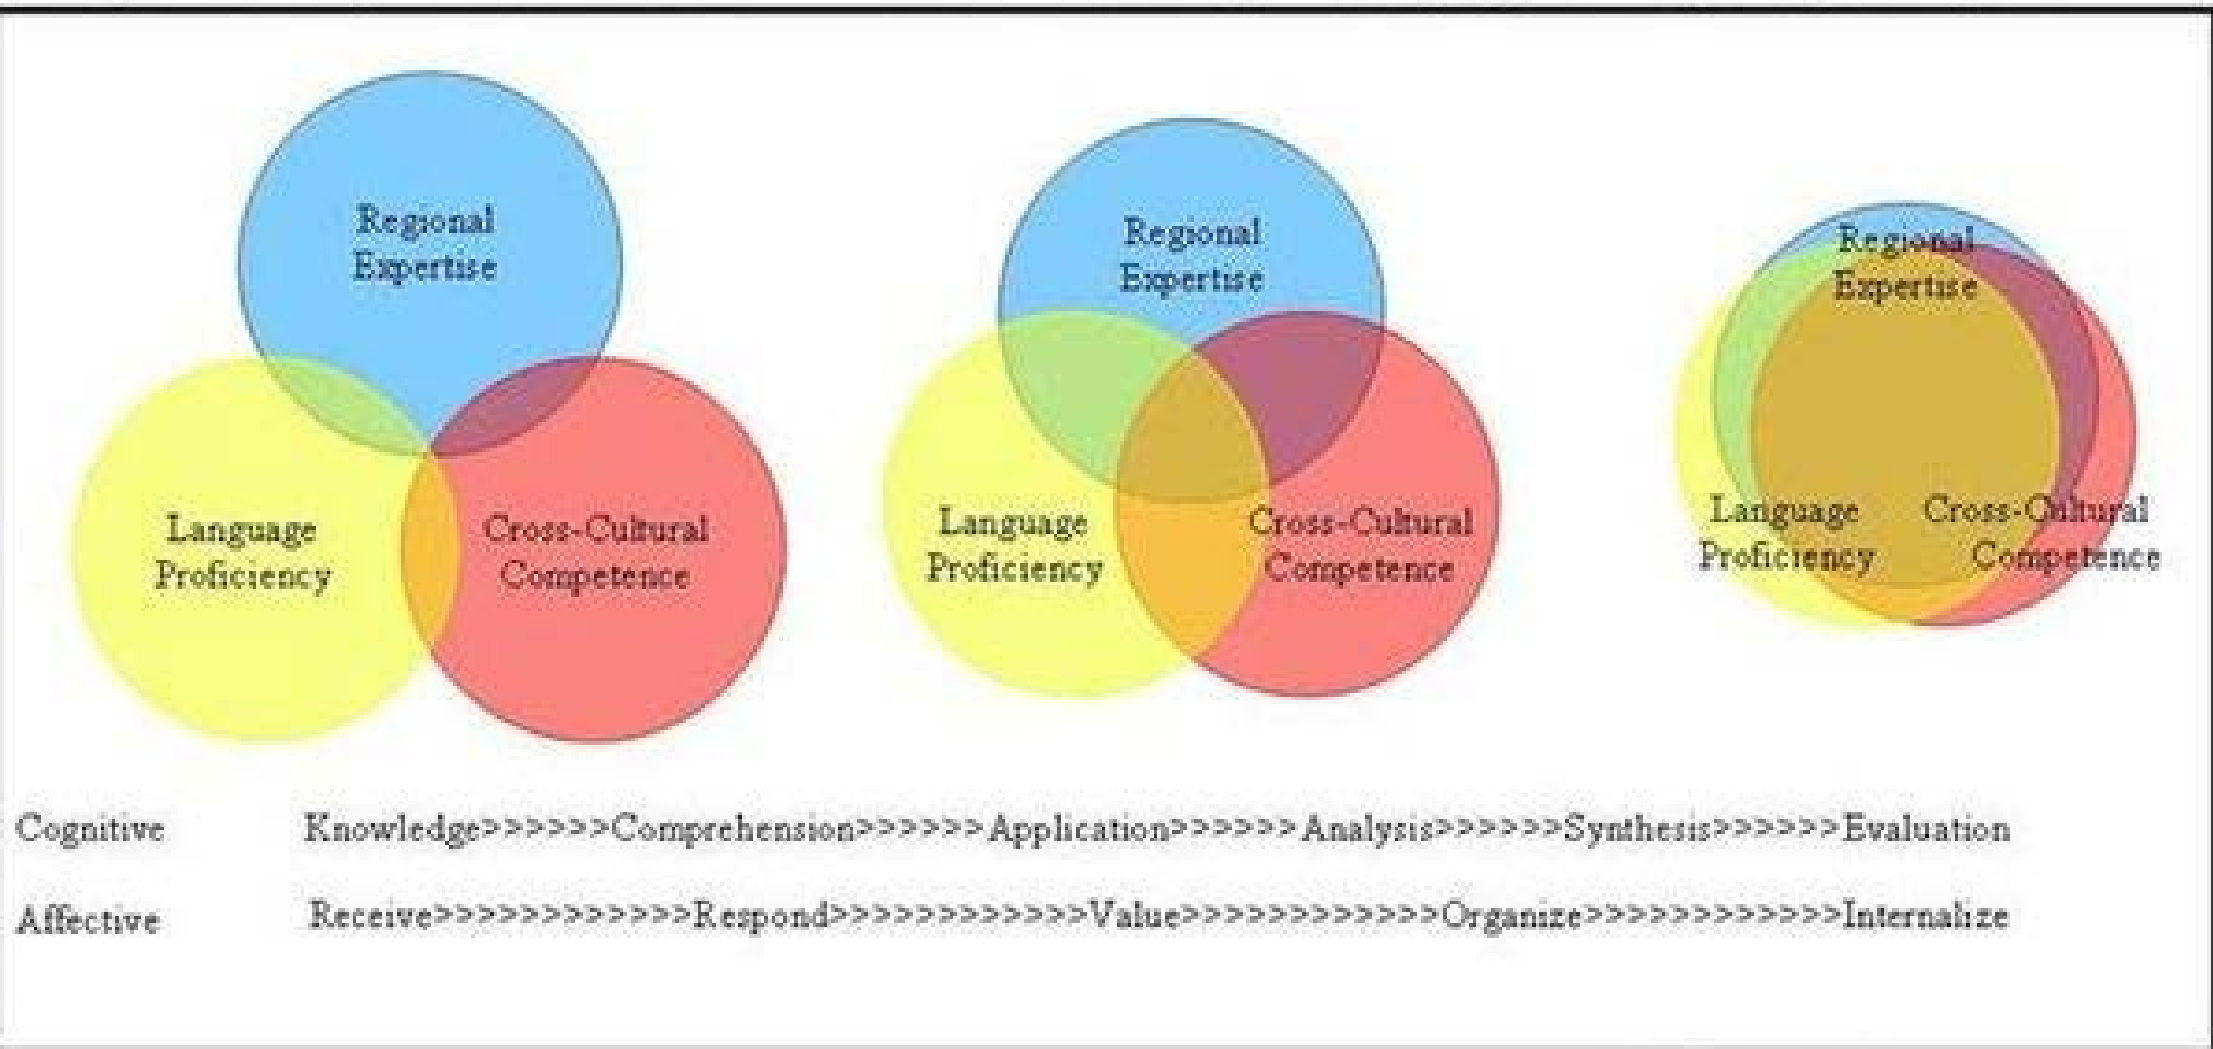 Regional
Expertise
Language
Proficiency
Cross-Cultural
Competence
Regional
Expertise
Language
Proficiency
Cross-Cultural
Competence
Regional
Expertise
Language
Proficiency
Cross-Cultural
Competence
Cognitive Knowledge>>>>>>Comprehension>>>>>>Application>>>>>>Analysis>>>>>>Synthesis>>>>>>Evaluation
Affective Receive>>>>>>>>>>>>Respond>>>>>>>>>>>>Value>>>>>>>>>>>>Organize>>>>>>>>>>>>Internalize